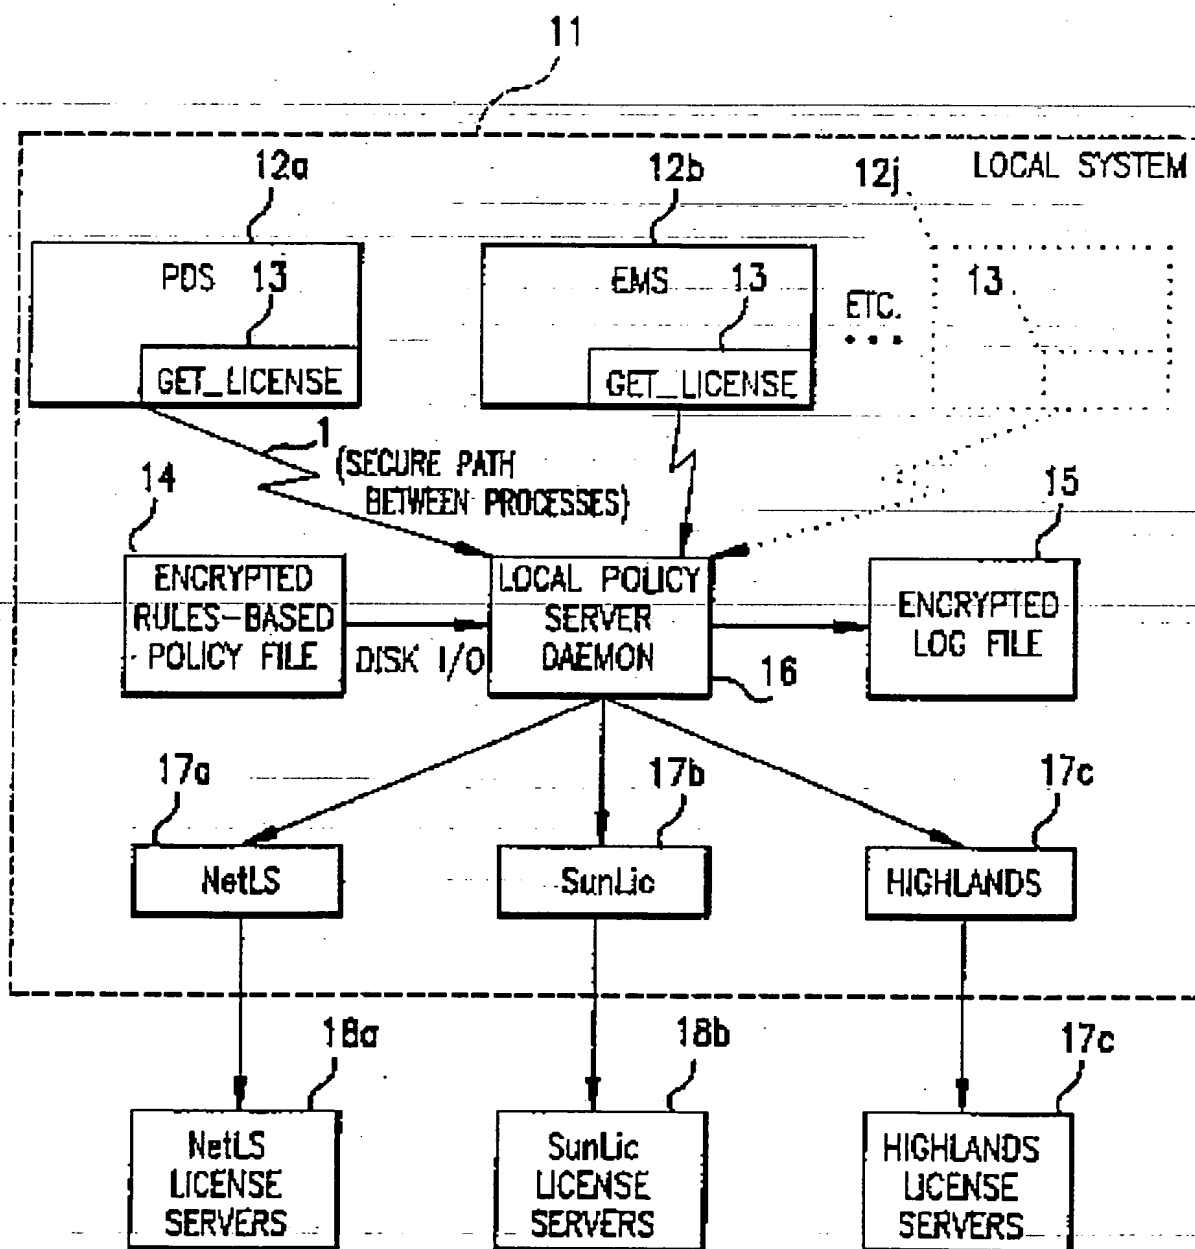 11
12a
12b
12j
LOCAL SYSTEM
PDS
13
EMS
13
ETC.
13
GET_LICENSE
GET_LICENSE
1
(SECURE PATH
BETWEEN PROCESSES)
14
15
ENCRYPTED
RULES-BASED
POLICY FILE
DISK I/O
LOCAL POLICY
SERVER
DAEMON
16
ENCRYPTED
LOG FILE
17a
17b
17c
NetLS
SunLic
HIGHLANDS
18a
18b
17c
NetLS
LICENSE
SERVERS
SunLic
LICENSE
SERVERS
HIGHLANDS
LICENSE
SERVERS